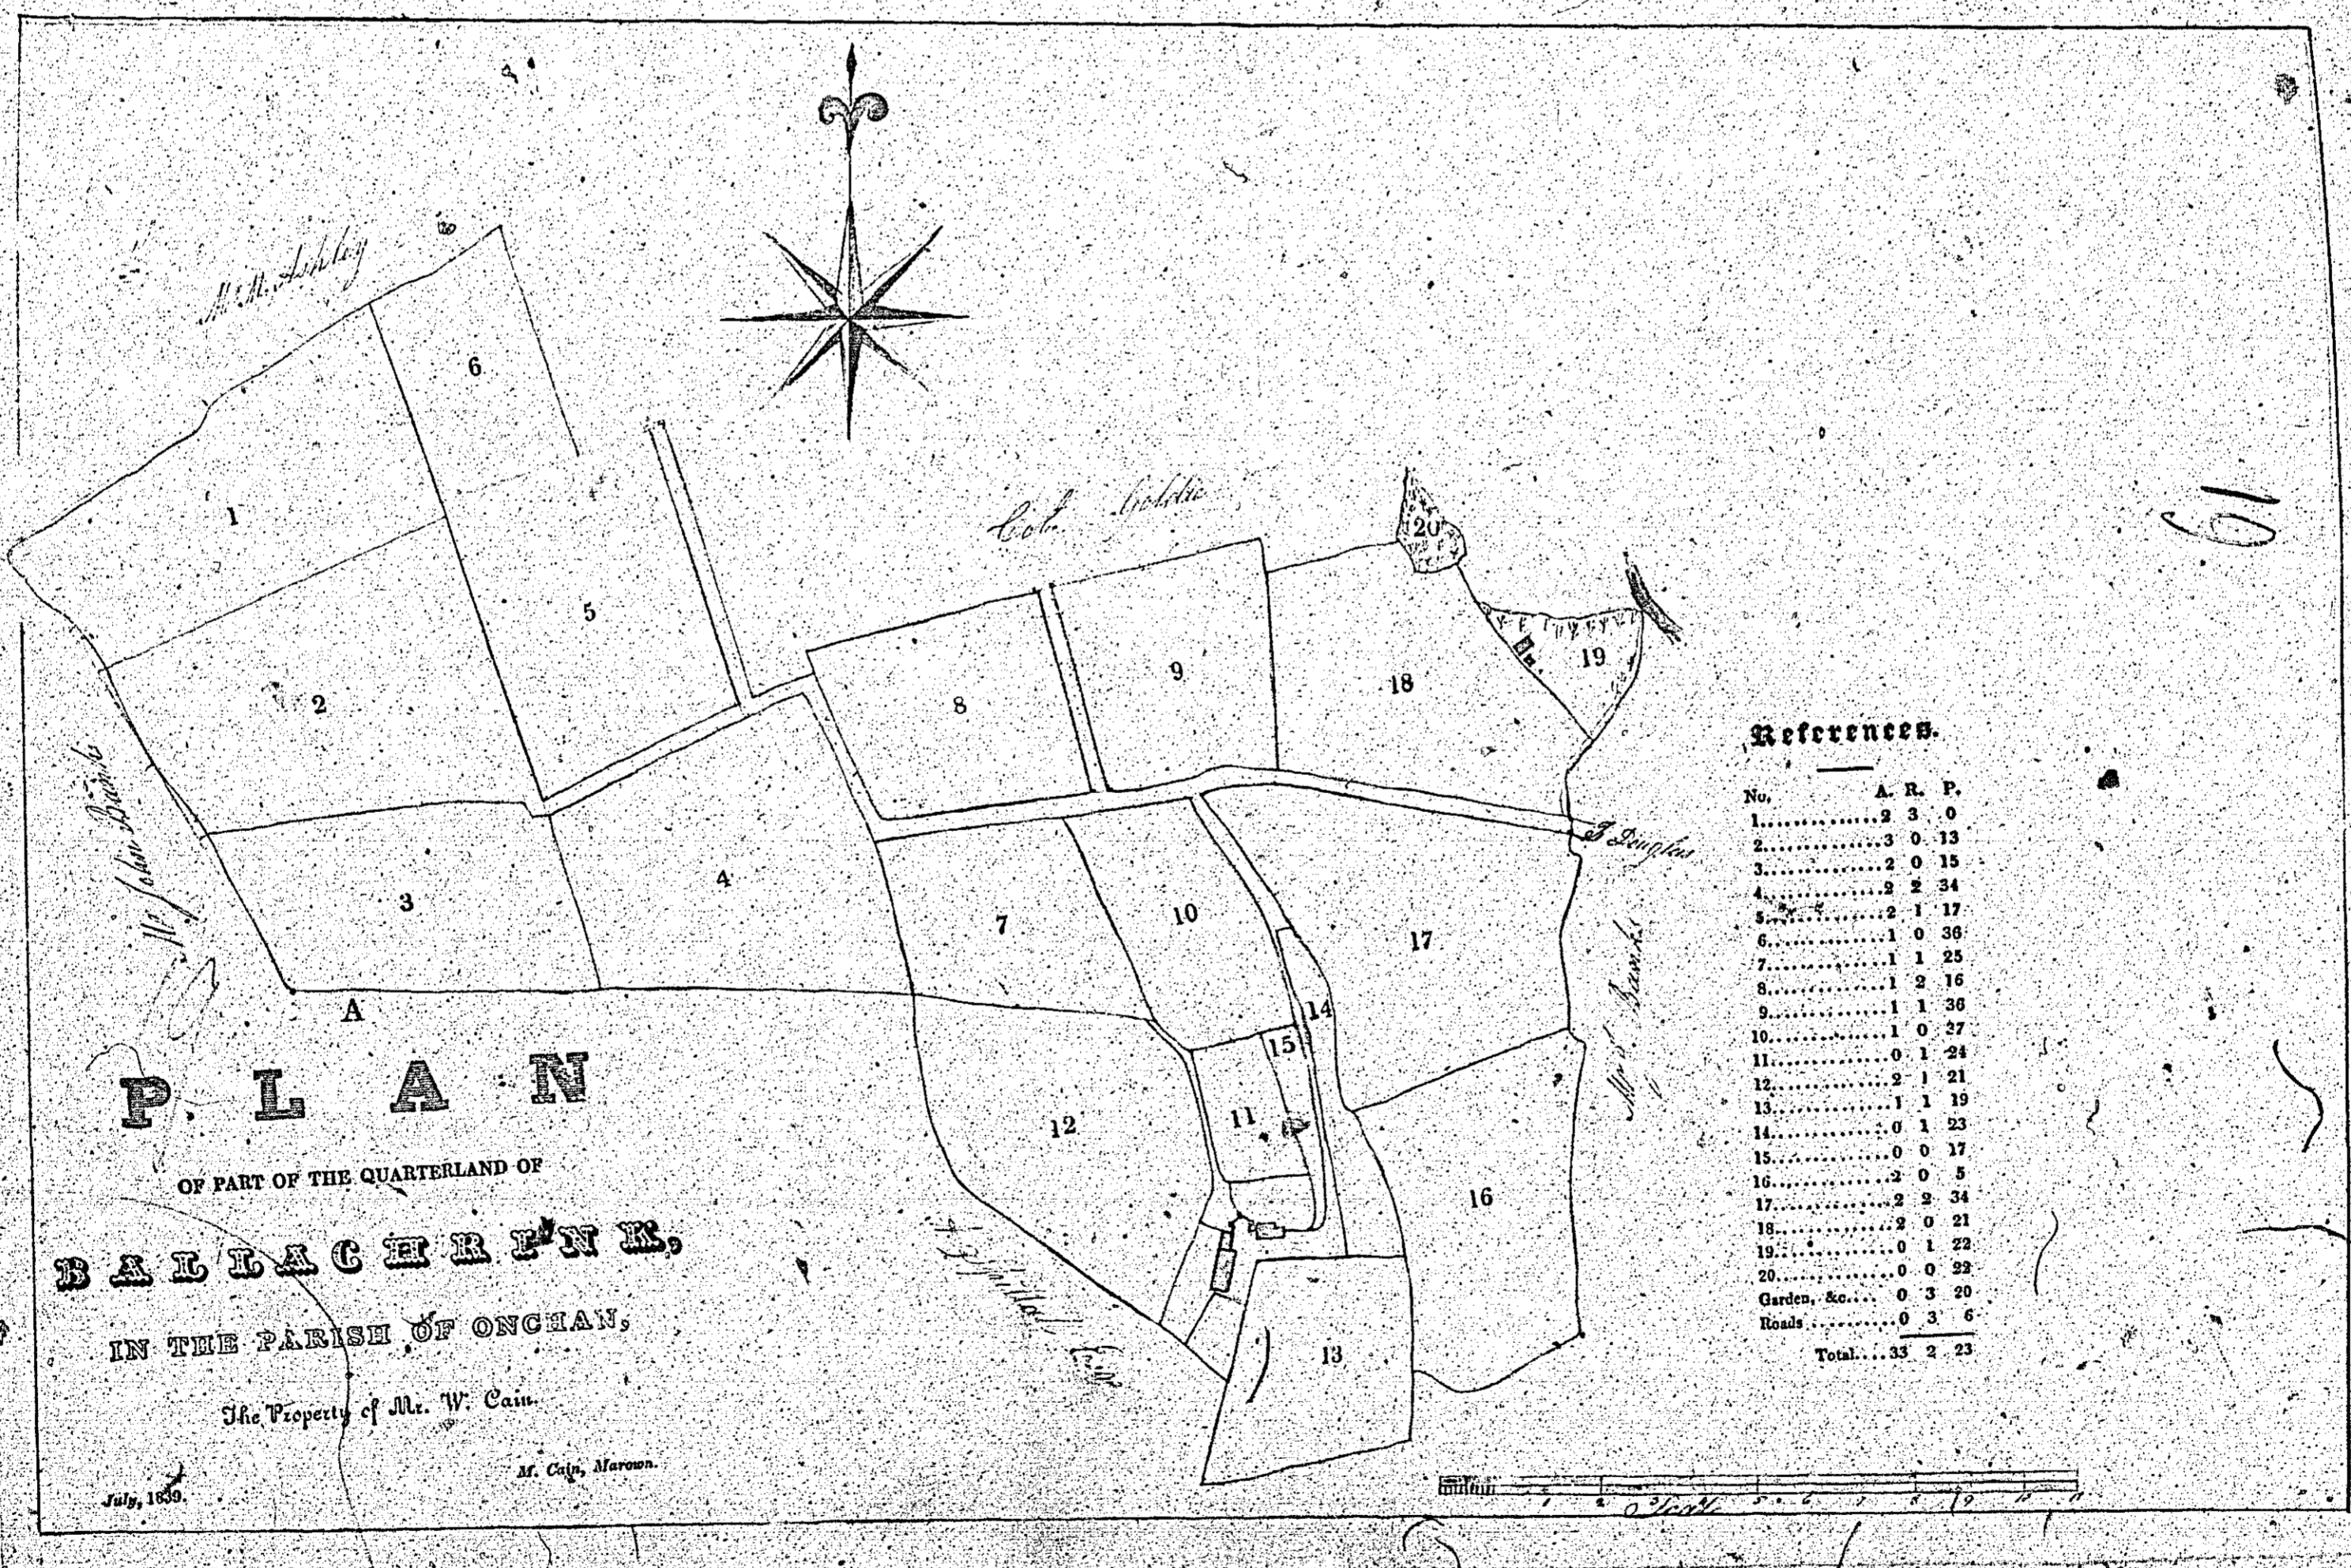 A
PLAN
OF PART OF THE QUARTERLAND OF
BALLACHRINK,
IN THE PARISH OF ONCHAN,
The Property of Mr. W. Cain.
M. Cain, Marown.
July, 1839.
Ashley
Col. Goldie
John Banks
Douglas
Banks
61
1
2
3
4
5
6
7
8
9
10
11
12
13
14
15
16
17
18
19
20
References.
No. A. R. P.
1..............2 3 0
2..............3 0 13
3..............2 0 15
4..............2 2 34
5..............2 1 17
6..............1 0 36
7..............1 1 25
8..............1 2 16
9..............1 1 36
10..............1 0 37
11..............0 1 24
12..............2 1 21
13..............1 1 19
14..............0 1 23
15..............0 0 17
16..............2 0 5
17..............2 2 34
18..............2 0 21
19..............0 1 22
20..............0 0 22
Garden, &c.... 0 3 20
Roads..........0 3 6
Total....33 2 23
Scale